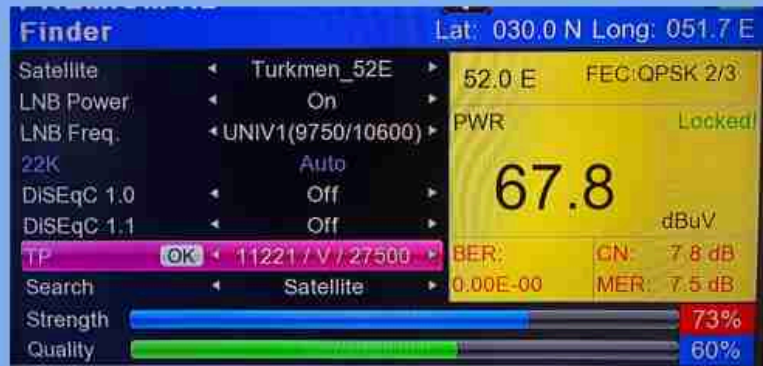 Finder
Lat: 030.0 N Long: 051.7 E
Satellite Turkmen_52E
LNB Power On
LNB Freq. UNIV1(9750/10600)
22K Auto
DiSEqC 1.0 Off
DiSEqC 1.1 Off
TP OK 11221 / V / 27500
Search Satellite
52.0 E FEC:QPSK 2/3
PWR Locked!
67.8
dBuV
BER: CN: 7.8 dB
0.00E-00 MER: 7.5 dB
Strength 73%
Quality 60%